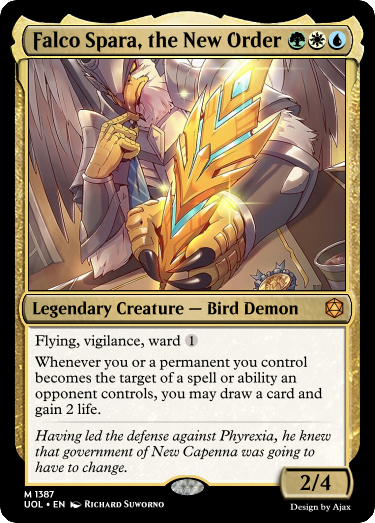 Falco Spara, the New Order
Legendary Creature — Bird Demon
Flying, vigilance, ward 1
Whenever you or a permanent you control
becomes the target of a spell or ability an
opponent controls, you may draw a card and
gain 2 life.
Having led the defense against Phyrexia, he knew
that government of New Capenna was going to
have to change.
2/4
M 1387
UOL • EN Richard Suworno
Design by Ajax